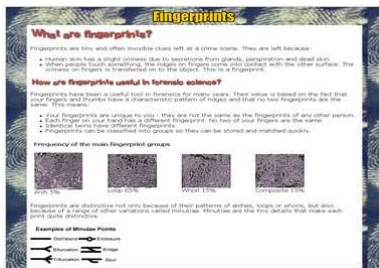 Fingerprints
What are fingerprints?
Fingerprints are tiny and often invisible clues left at a crime scene. They are left because:
• Human skin has a slight oiliness due to secretions from glands, perspiration and dead skin.
• When people touch something, the ridges on fingers come into contact with the other surface. The
oiliness on fingers is transferred on to the object. This is a fingerprint.
How are fingerprints useful in forensic science?
Fingerprints have been a useful tool in forensics for many years. Their value is based on the fact that
your fingers and thumbs have a characteristic pattern of ridges and that no two fingerprints are the
same. This means:
• Your fingerprints are unique to you - they are not the same as the fingerprints of any other person.
• Each finger on your hand has a different fingerprint. No two of your fingers are the same.
• Identical twins have different fingerprints.
• Fingerprints can be classified into groups so they can be stored and matched quickly.
Frequency of the main fingerprint groups
Arch 5% Loop 65% Whorl 15% Composite 15%
Fingerprints are distinctive not only because of their patterns of arches, loops or whorls, but also
because of a range of other variations called minutiae. Minutiae are the tiny details that make each
print quite distinctive.
Examples of Minutae Points
Dot/Island Enclosure
Bifurcation Bridge
Trifurcation Spur